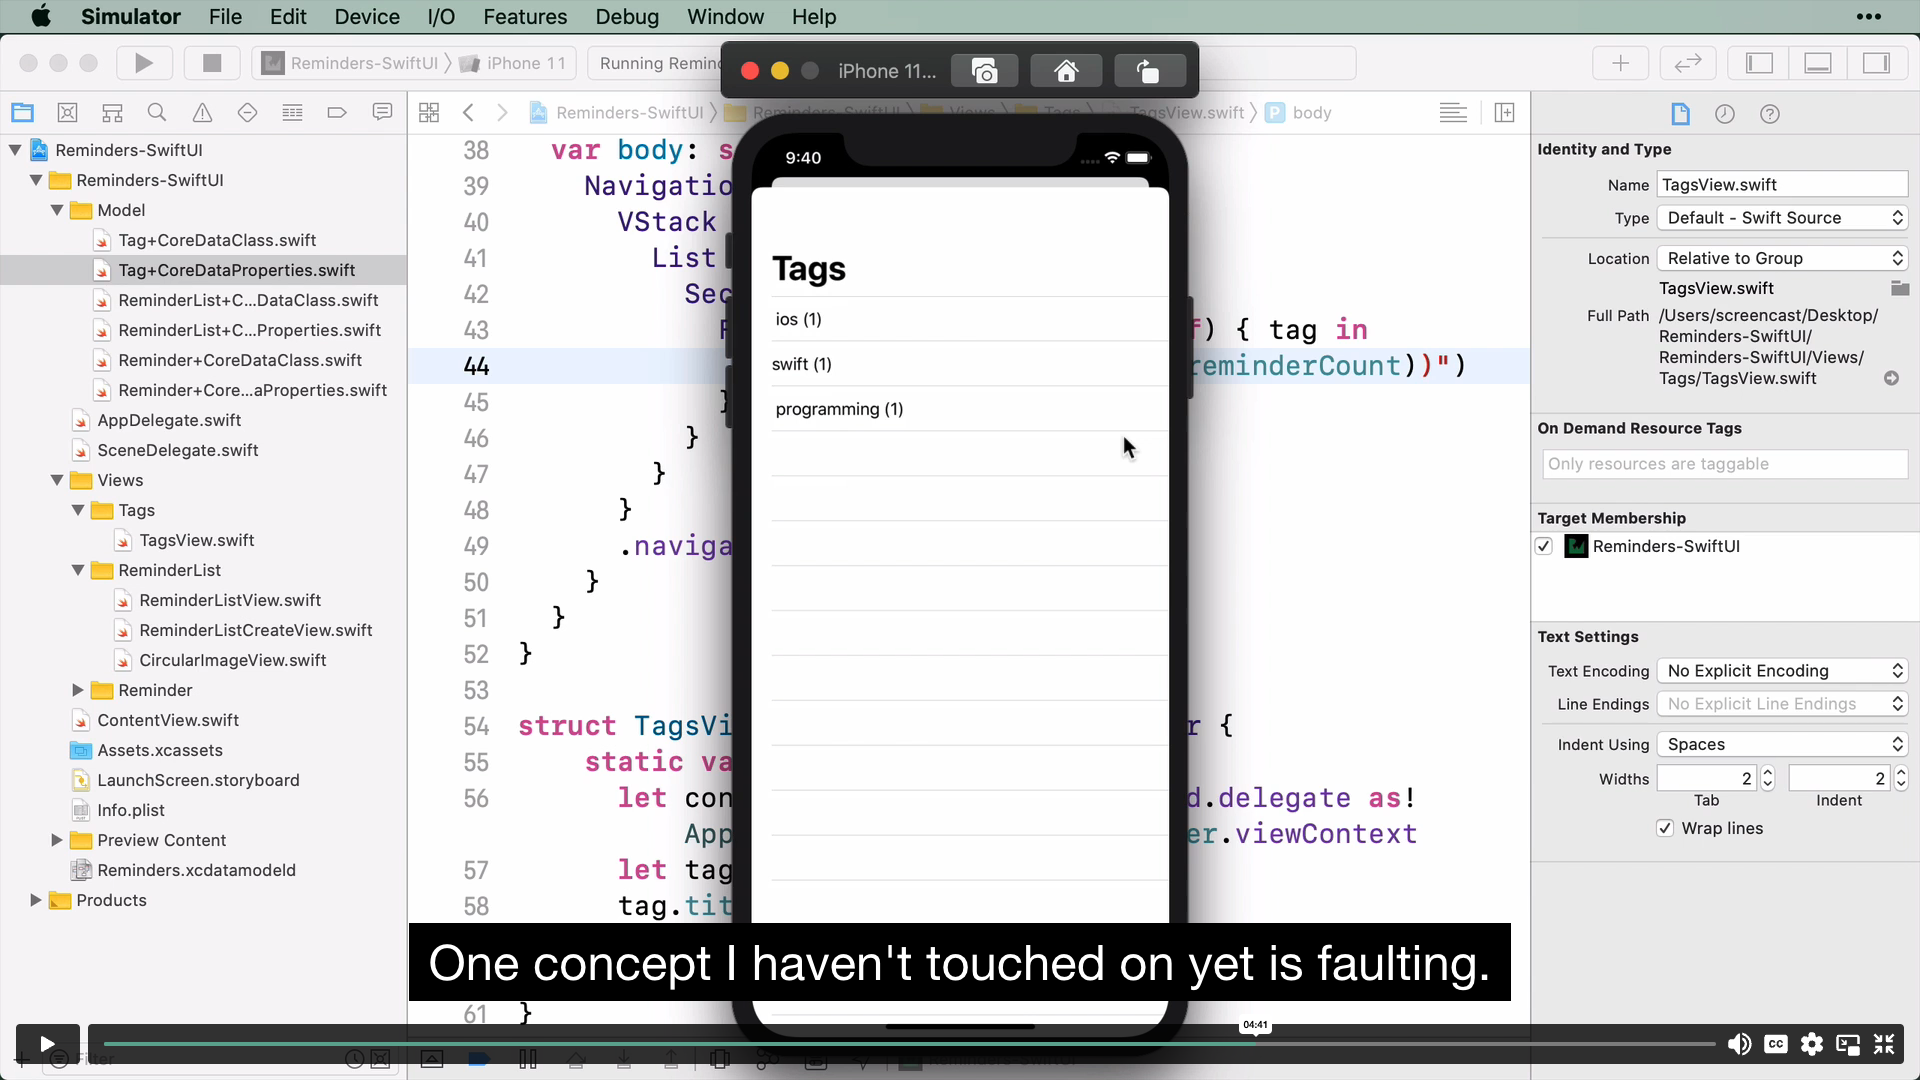 Simulator File Edit Device I/O Features Debug Window Help
Reminders-SwiftUI iPhone 11
Running Remin
iPhone 11...
Reminders-SwiftUI Reminders-SwiftUI Views Tags TagsView.swift body
Reminders-SwiftUI
Reminders-SwiftUI
Model
Tag+CoreDataClass.swift
Tag+CoreDataProperties.swift
ReminderList+C...DataClass.swift
ReminderList+C...Properties.swift
Reminder+CoreDataClass.swift
Reminder+Core...aProperties.swift
AppDelegate.swift
SceneDelegate.swift
Views
Tags
TagsView.swift
ReminderList
ReminderListView.swift
ReminderListCreateView.swift
CircularImageView.swift
Reminder
ContentView.swift
Assets.xcassets
LaunchScreen.storyboard
Info.plist
Preview Content
Reminders.xcdatamodeld
Products
Filter
38 var body: s
39 Navigatio
40 VStack
41 List
42 Sec
43 F f) { tag in
44 reminderCount))")
45 }
46 }
47 }
48 }
49 .naviga
50 }
51 }
52 }
53
54 struct TagsVi r {
55 static va
56 let con d.delegate as!
App er.viewContext
57 let tag
58 tag.tit
61 }
9:40
Tags
ios (1)
swift (1)
programming (1)
Identity and Type
Name TagsView.swift
Type Default - Swift Source
Location Relative to Group
TagsView.swift
Full Path /Users/screencast/Desktop/
Reminders-SwiftUI/
Reminders-SwiftUI/Views/
Tags/TagsView.swift
On Demand Resource Tags
Only resources are taggable
Target Membership
Reminders-SwiftUI
Text Settings
Text Encoding No Explicit Encoding
Line Endings No Explicit Line Endings
Indent Using Spaces
Widths 2 2
Tab Indent
Wrap lines
One concept I haven't touched on yet is faulting.
04:41
CC
Reminders-SwiftUI